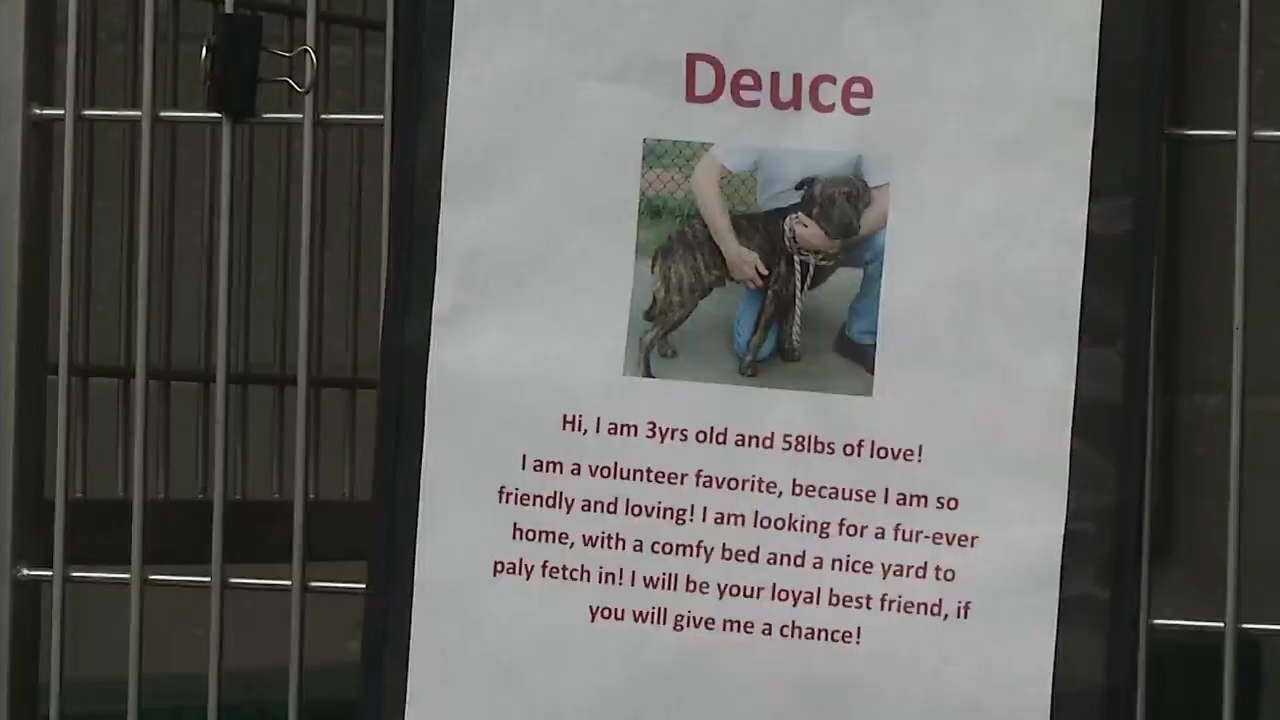 Deuce
Hi, I am 3yrs old and 58lbs of love!
I am a volunteer favorite, because I am so
friendly and loving! I am looking for a fur-ever
home, with a comfy bed and a nice yard to
paly fetch in! I will be your loyal best friend, if
you will give me a chance!